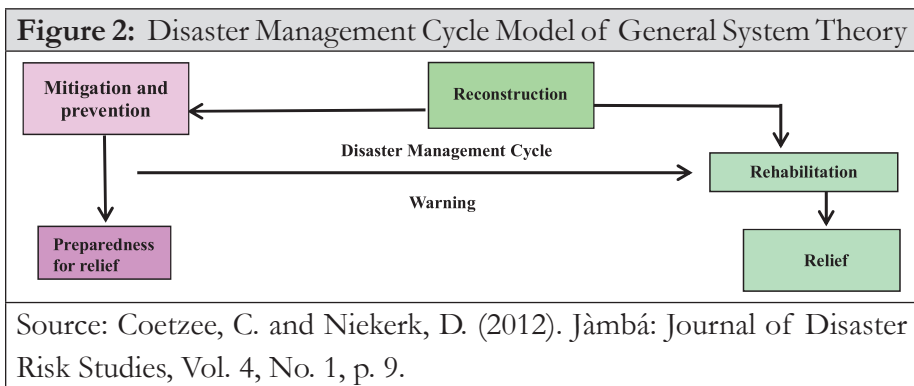 Figure 2: Disaster Management Cycle Model of General System Theory
Mitigation and
prevention
Reconstruction
Disaster Management Cycle
Rehabilitation
Warning
Preparedness
for relief
Relief
Source: Coetzee, C. and Niekerk, D. (2012). Jàmbá: Journal of Disaster
Risk Studies, Vol. 4, No. 1, p. 9.